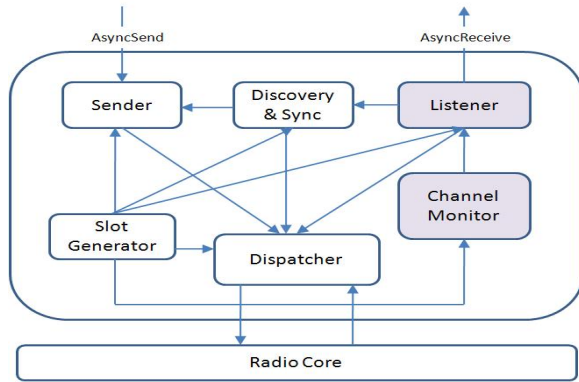 AsyncSend
AsyncReceive
Sender
Discovery
& Sync
Listener
Channel
Monitor
Slot
Generator
Dispatcher
Radio Core